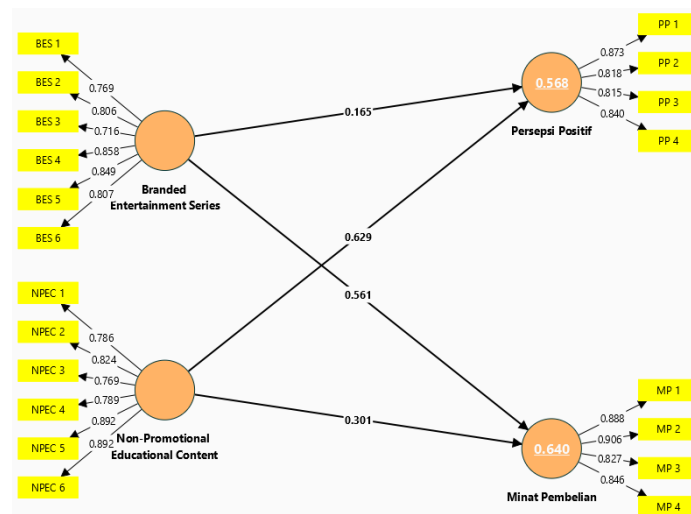 BES 1
BES 2
BES 3
BES 4
BES 5
BES 6
0.769
0.806
0.716
0.858
0.849
0.807
Branded
Entertainment Series
NPEC 1
NPEC 2
NPEC 3
NPEC 4
NPEC 5
NPEC 6
0.786
0.824
0.769
0.789
0.892
0.892
Non-Promotional
Educational Content
0.165
0.629
0.561
0.301
0.568
Persepsi Positif
0.873
0.818
0.815
0.840
PP 1
PP 2
PP 3
PP 4
0.640
Minat Pembelian
0.888
0.906
0.827
0.846
MP 1
MP 2
MP 3
MP 4